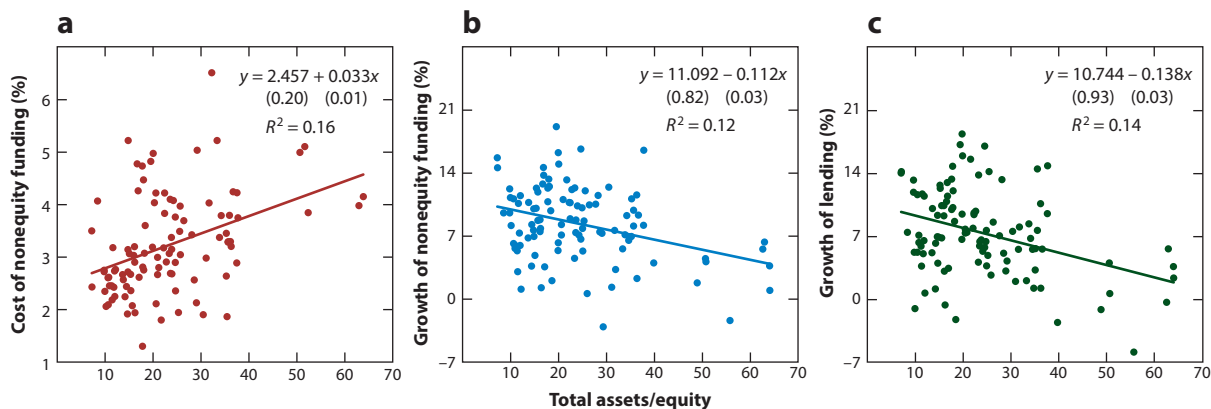 a
Cost of nonequity funding (%)
y = 2.457 + 0.033x
(0.20) (0.01)
R² = 0.16
6
5
4
3
2
1
10 20 30 40 50 60 70
b
Growth of nonequity funding (%)
y = 11.092 – 0.112x
(0.82) (0.03)
R² = 0.12
21
14
7
0
–7
10 20 30 40 50 60 70
c
Growth of lending (%)
y = 10.744 – 0.138x
(0.93) (0.03)
R² = 0.14
21
14
7
0
–7
10 20 30 40 50 60 70
Total assets/equity